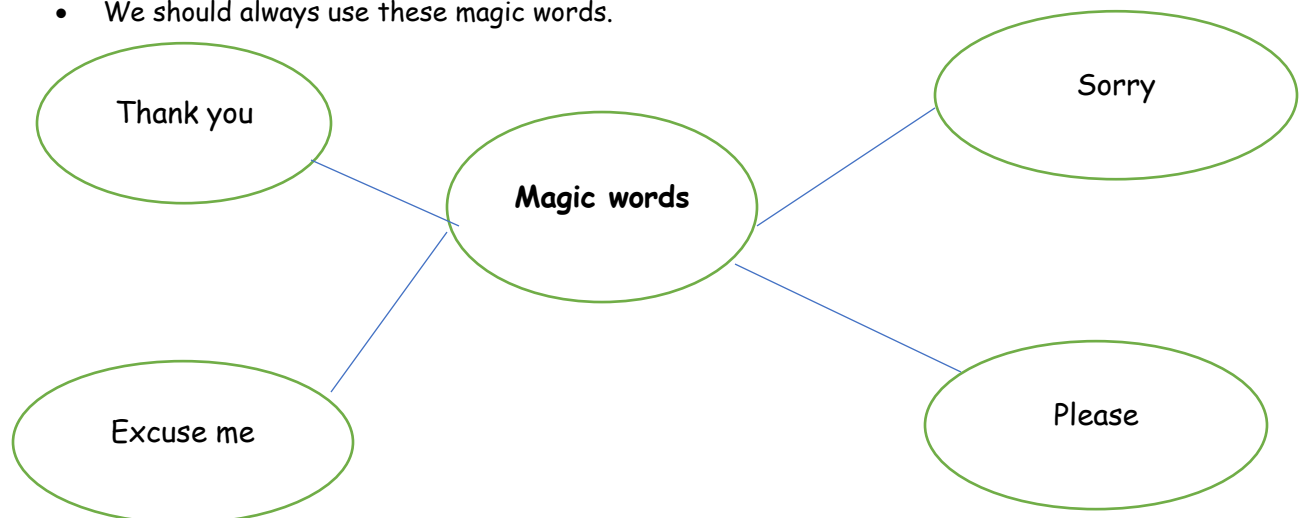 • We should always use these magic words.
Thank you
Sorry
Magic words
Excuse me
Please